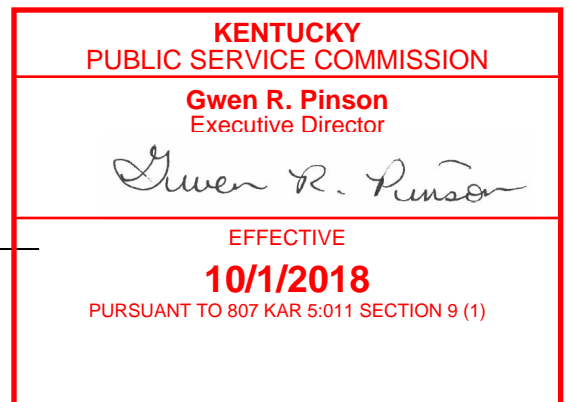 KENTUCKY
PUBLIC SERVICE COMMISSION
Gwen R. Pinson
Executive Director
Gwen R. Pinson
EFFECTIVE
10/1/2018
PURSUANT TO 807 KAR 5:011 SECTION 9 (1)